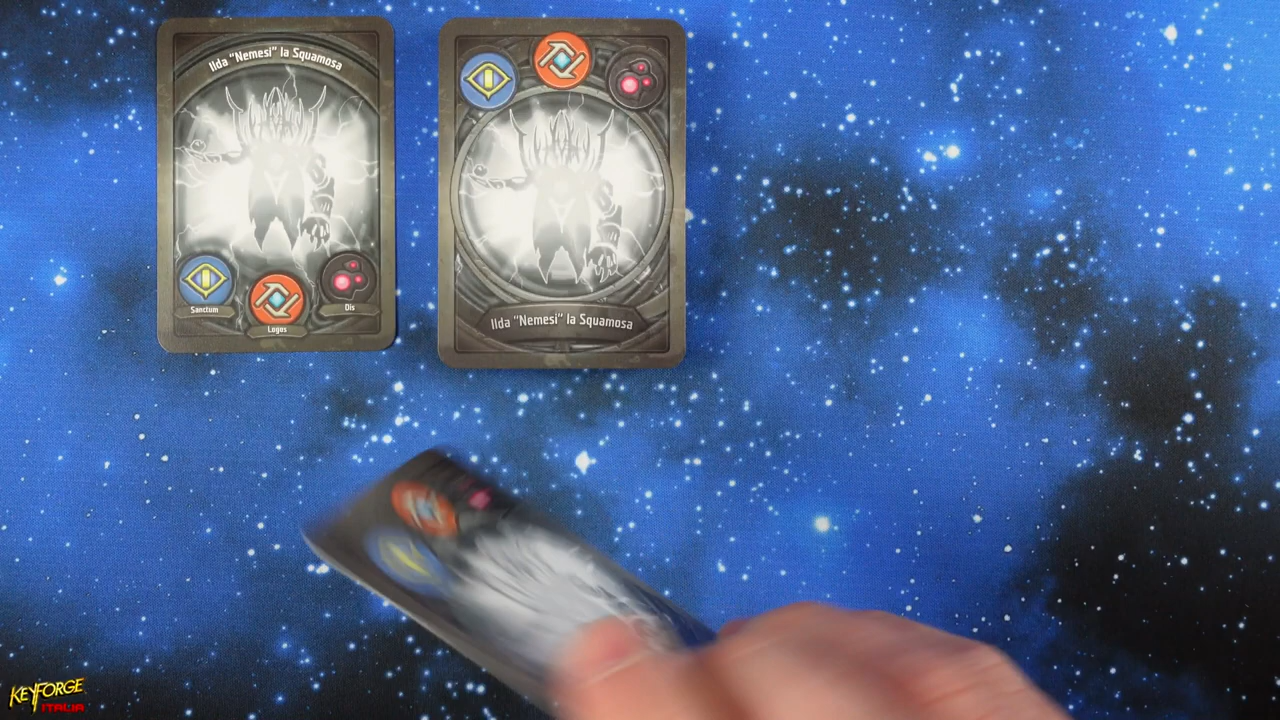 Ilda "Nemesi" la Squamosa
Sanctum
Logos
Dis
Ilda "Nemesi" la Squamosa
KEYFORGE
ITALIA